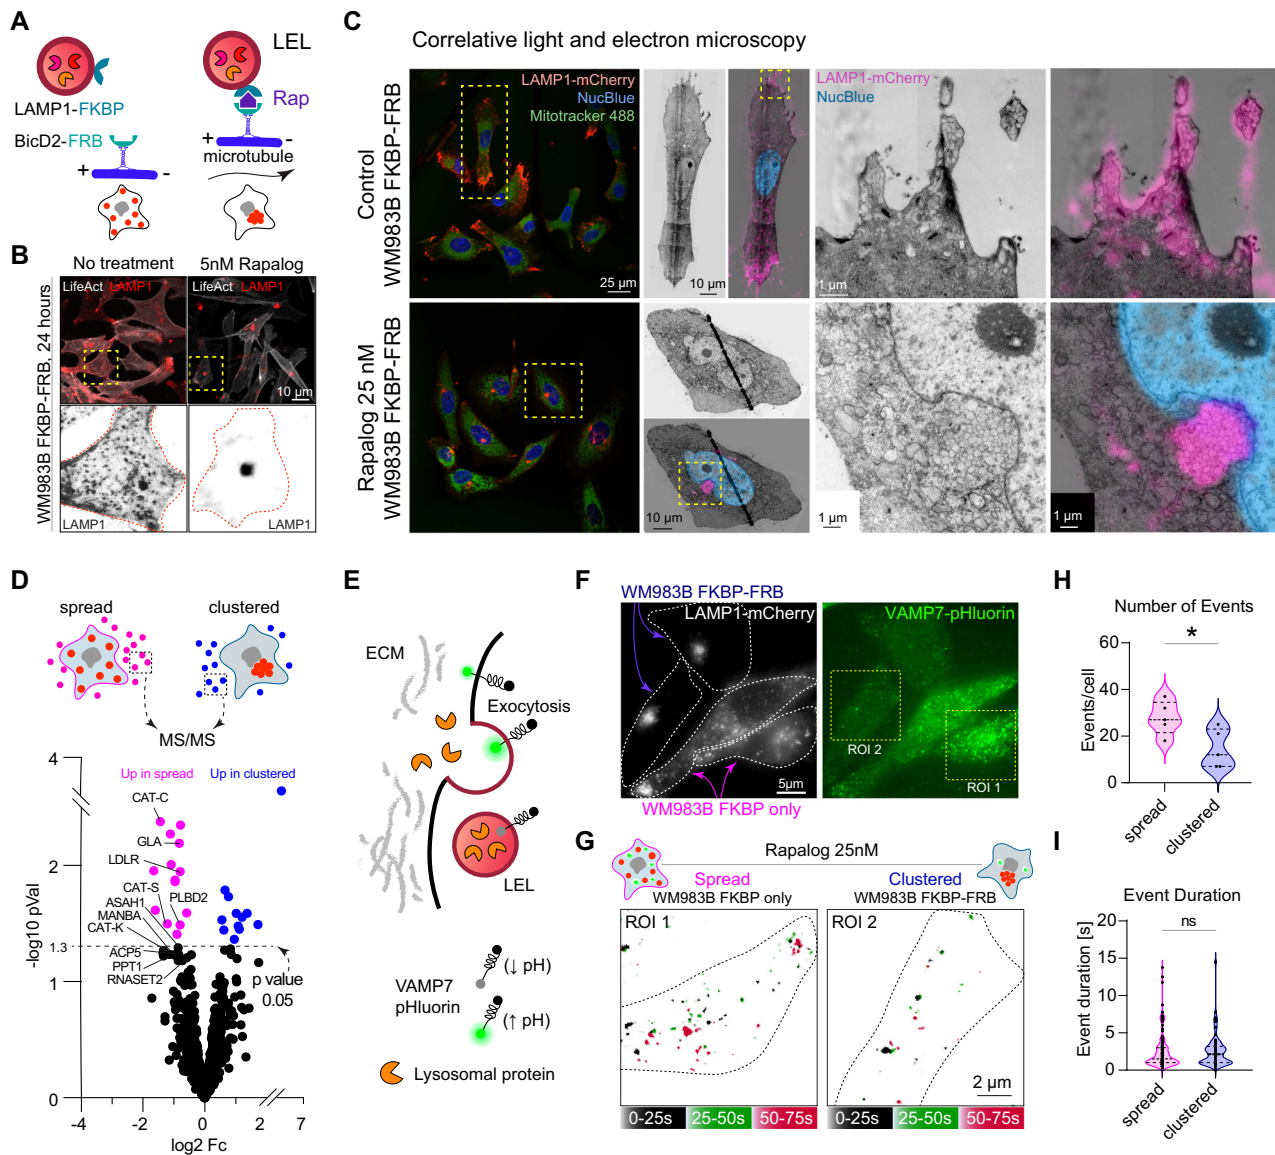 A
LEL
LAMP1-FKBP
Rap
BicD2-FRB
+ -
microtubule
+ -
B
No treatment
5nM Rapalog
WM983B FKBP-FRB, 24 hours
LifeAct LAMP1
LifeAct LAMP1
10 µm
LAMP1
LAMP1
C
Correlative light and electron microscopy
Control
WM983B FKBP-FRB
LAMP1-mCherry
NucBlue
Mitotracker 488
25 µm
10 µm
LAMP1-mCherry
NucBlue
1 µm
Rapalog 25 nM
WM983B FKBP-FRB
10 µm
1 µm
1 µm
D
spread
clustered
MS/MS
Up in spread
Up in clustered
CAT-C
GLA
LDLR
CAT-S
PLBD2
ASAH1
MANBA
CAT-K
ACP5
PPT1
RNASET2
p value
0.05
-log10 pVal
4
2
1.3
1
0
-4
-2
0
2
7
log2 Fc
E
ECM
Exocytosis
LEL
VAMP7
pHluorin
(↓ pH)
(↑ pH)
Lysosomal protein
F
WM983B FKBP-FRB
LAMP1-mCherry
VAMP7-pHluorin
ROI 2
ROI 1
5µm
WM983B FKBP only
G
Rapalog 25nM
Spread
Clustered
WM983B FKBP only
WM983B FKBP-FRB
ROI 1
ROI 2
2 µm
0-25s
25-50s
50-75s
0-25s
25-50s
50-75s
H
Number of Events
*
Events/cell
60
40
20
0
spread
clustered
I
Event Duration
ns
Event duration [s]
20
15
10
5
0
spread
clustered